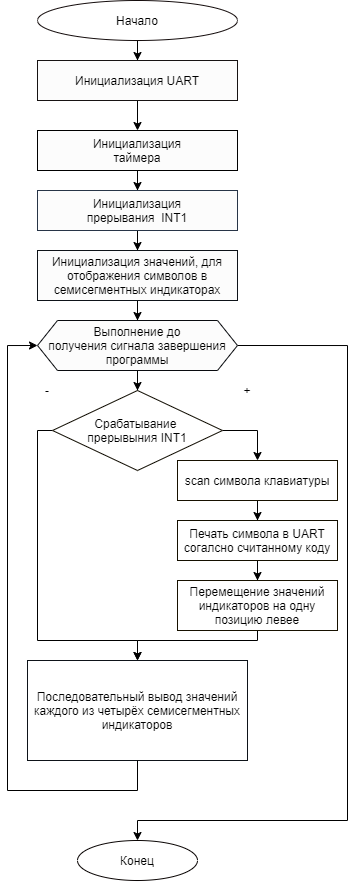 Начало
Инициализация UART
Инициализация
таймера
Инициализация
прерывания INT1
Инициализация значений, для
отображения символов в
семисегментных индикаторах
Выполнение до
получения сигнала завершения
программы
-
+
Срабатывание
прерывыния INT1
scan символа клавиатуры
Печать символа в UART
согалсно считанному коду
Перемещение значений
индикаторов на одну
позицию левее
Последовательный вывод значений
каждого из четырёх семисегментных
индикаторов
Конец